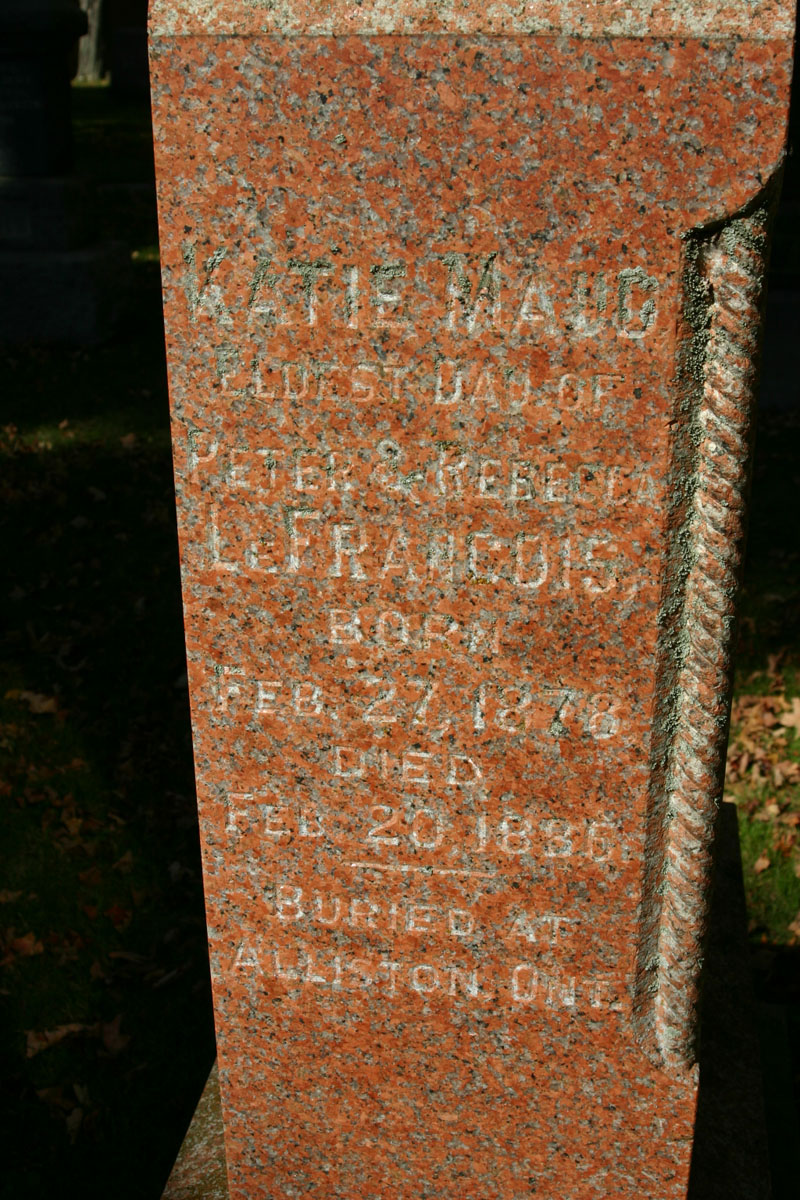 KATIE MAUD
ELDEST DAU. OF
PETER & REBECCA
LEFRANCOIS,
BORN
FEB. 27, 1878
DIED
FEB. 20, 1886.
BURIED AT
ALLISTON, ONT.